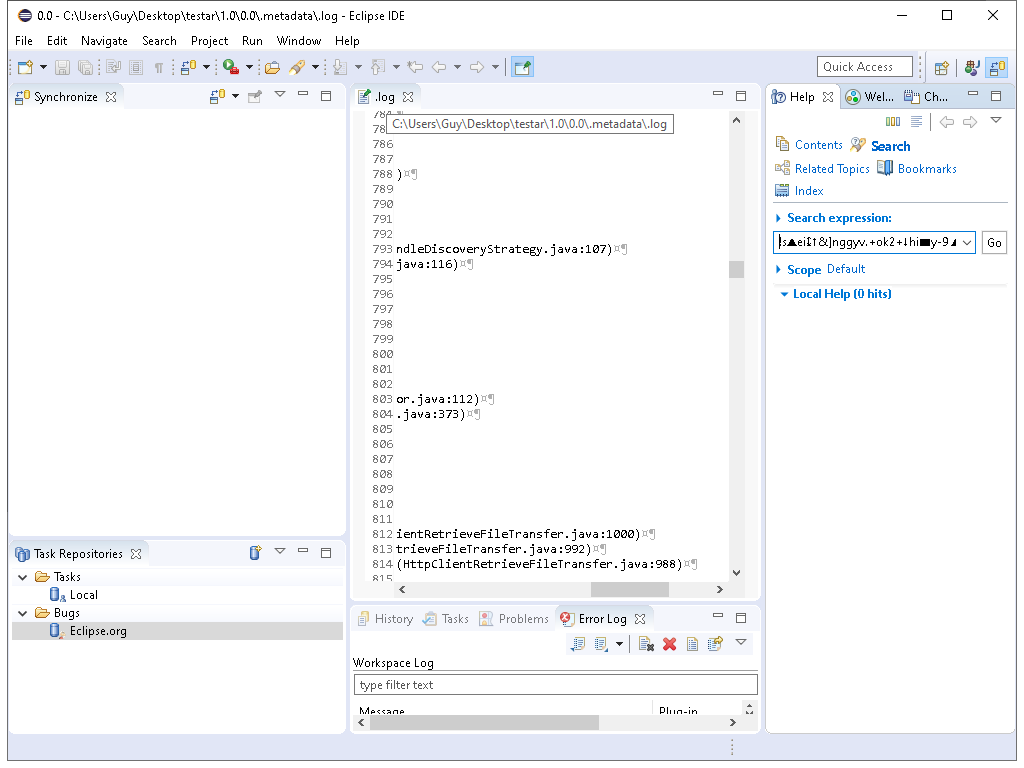 0.0 - C:\Users\Guy\Desktop\testar\1.0\0.0\.metadata\.log - Eclipse IDE
File Edit Navigate Search Project Run Window Help
Quick Access
Synchronize
.log
C:\Users\Guy\Desktop\testar\1.0\0.0\.metadata\.log
786
787
788 )¤¶
789
790
791
792
793 ndleDiscoveryStrategy.java:107)¤¶
794 java:116)¤¶
795
796
797
798
799
800
801
802
803 or.java:112)¤¶
804 .java:373)¤¶
805
806
807
808
809
810
811
812 ientRetrieveFileTransfer.java:1000)¤¶
813 trieveFileTransfer.java:992)¤¶
814 (HttpClientRetrieveFileTransfer.java:988)¤¶
815
Help Wel... Ch...
Contents Search
Related Topics Bookmarks
Index
Search expression:
Go
Scope Default
Local Help (0 hits)
Task Repositories
Tasks
Local
Bugs
Eclipse.org
History Tasks Problems Error Log
Workspace Log
type filter text
Message Plug-in